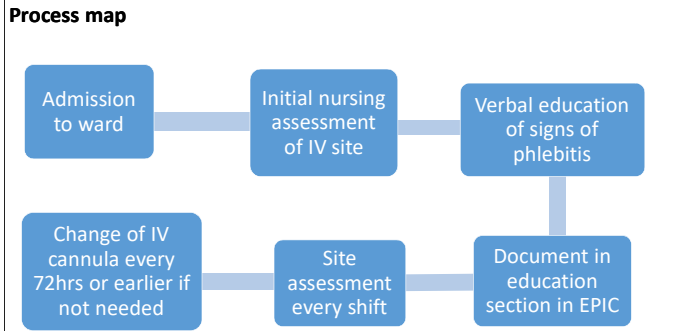 Process map
Admission
to ward
Initial nursing
assessment
of IV site
Verbal education
of signs of
phlebitis
Document in
education
section in EPIC
Site
assessment
every shift
Change of IV
cannula every
72hrs or earlier if
not needed